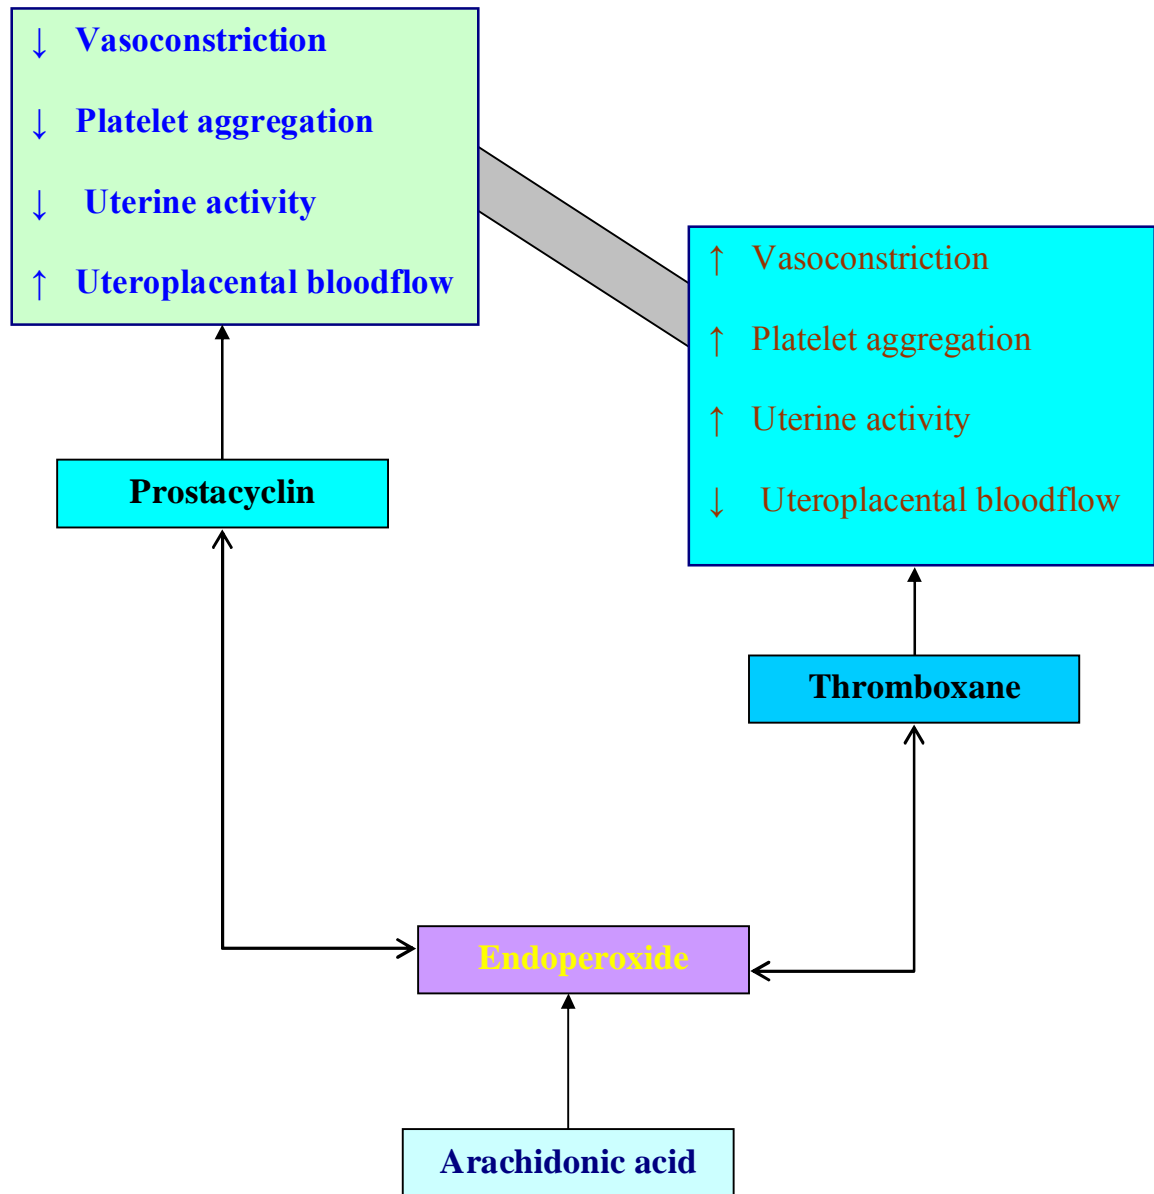 ↓ Vasoconstriction
↓ Platelet aggregation
↓ Uterine activity
↑ Uteroplacental bloodflow
↑ Vasoconstriction
↑ Platelet aggregation
↑ Uterine activity
↓ Uteroplacental bloodflow
Prostacyclin
Thromboxane
Endoperoxide
Arachidonic acid